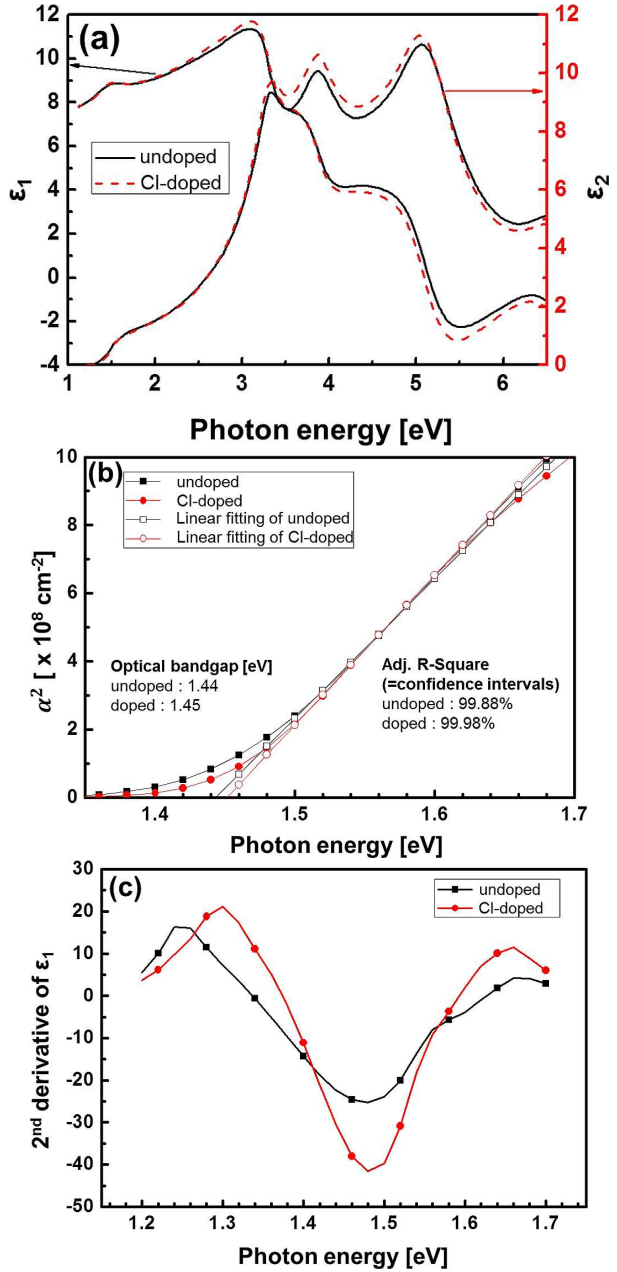 (a)
12
10
8
6
4
2
0
-2
-4
ε1
undoped
Cl-doped
12
10
8
6
4
2
0
ε2
1 2 3 4 5 6
Photon energy [eV]
(b)
10
8
6
4
2
0
α² [ x 10⁸ cm⁻²]
undoped
Cl-doped
Linear fitting of undoped
Linear fitting of Cl-doped
Optical bandgap [eV]
undoped : 1.44
doped : 1.45
Adj. R-Square
(=confidence intervals)
undoped : 99.88%
doped : 99.98%
1.4 1.5 1.6 1.7
Photon energy [eV]
(c)
30
20
10
0
-10
-20
-30
-40
-50
2nd derivative of ε1
undoped
Cl-doped
1.2 1.3 1.4 1.5 1.6 1.7
Photon energy [eV]